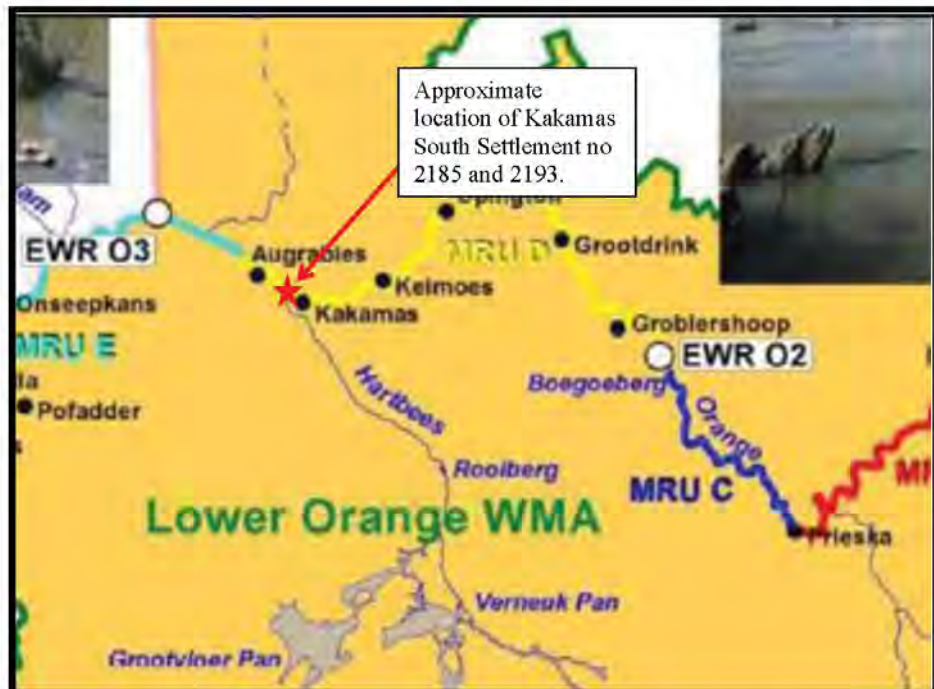 Approximate
location of Kakamas
South Settlement no
2185 and 2193.
EWR O3
Augrabies
MRU D
Grootdrink
Keimoes
Onseepkans
Kakamas
MRU E
Groblershoop
EWR O2
Pofadder
Boegoeberg
Hartbees
Orange
Rooiberg
MRU C
Lower Orange WMA
Prieska
Verneuk Pan
Grootvloer Pan